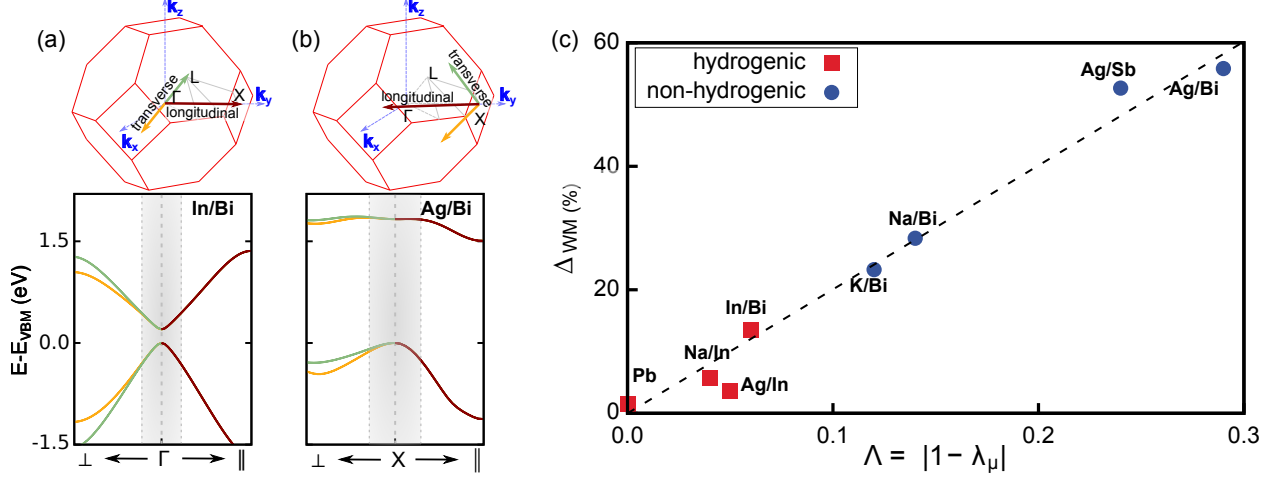 (a)
k_z
L
X
Γ
transverse
longitudinal
k_y
k_x
(b)
k_z
L
transverse
longitudinal
Γ
X
k_y
k_x
In/Bi
E-E_VBM (eV)
1.5
0.0
-1.5
⊥ ← Γ → ∥
Ag/Bi
⊥ ← X → ∥
(c)
60
40
20
0
Δ_WM (%)
hydrogenic
non-hydrogenic
Ag/Sb
Ag/Bi
Na/Bi
K/Bi
In/Bi
Na/In
Ag/In
Pb
0.0 0.1 0.2 0.3
Λ = |1− λ_μ|